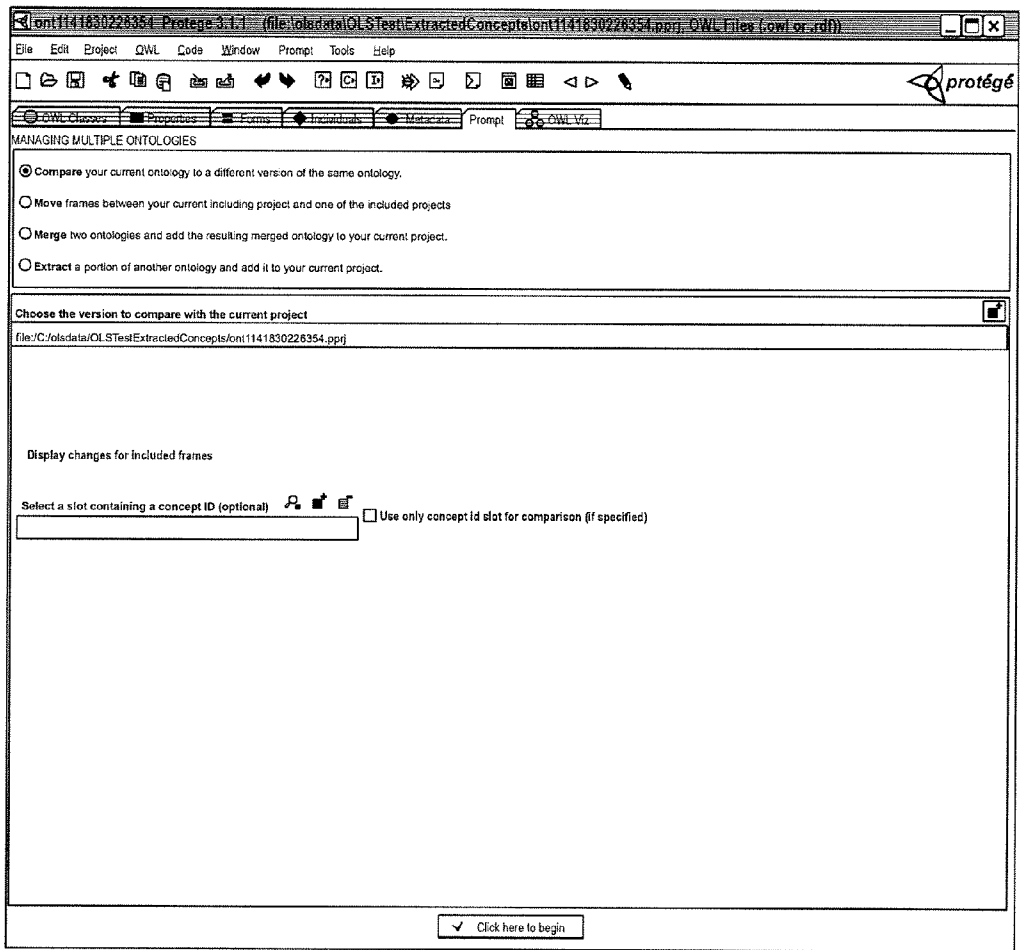 ont1141830226354 Protege 3.1.1 (file:\olsdata\OLSTest\ExtractedConcepts\ont1141830226354.pprj, OWL Files (.owl or .rdf))
File Edit Project OWL Code Window Prompt Tools Help
protégé
OWL Classes Properties Forms Individuals Metadata Prompt OWL Viz
MANAGING MULTIPLE ONTOLOGIES
Compare your current ontology to a different version of the same ontology.
Move frames between your current including project and one of the included projects
Merge two ontologies and add the resulting merged ontology to your current project.
Extract a portion of another ontology and add it to your current project.
Choose the version to compare with the current project
file:/C:/olsdata/OLSTestExtractedConcepts/ont1141830226354.pprj
Display changes for included frames
Select a slot containing a concept ID (optional)
Use only concept id slot for comparison (if specified)
Click here to begin